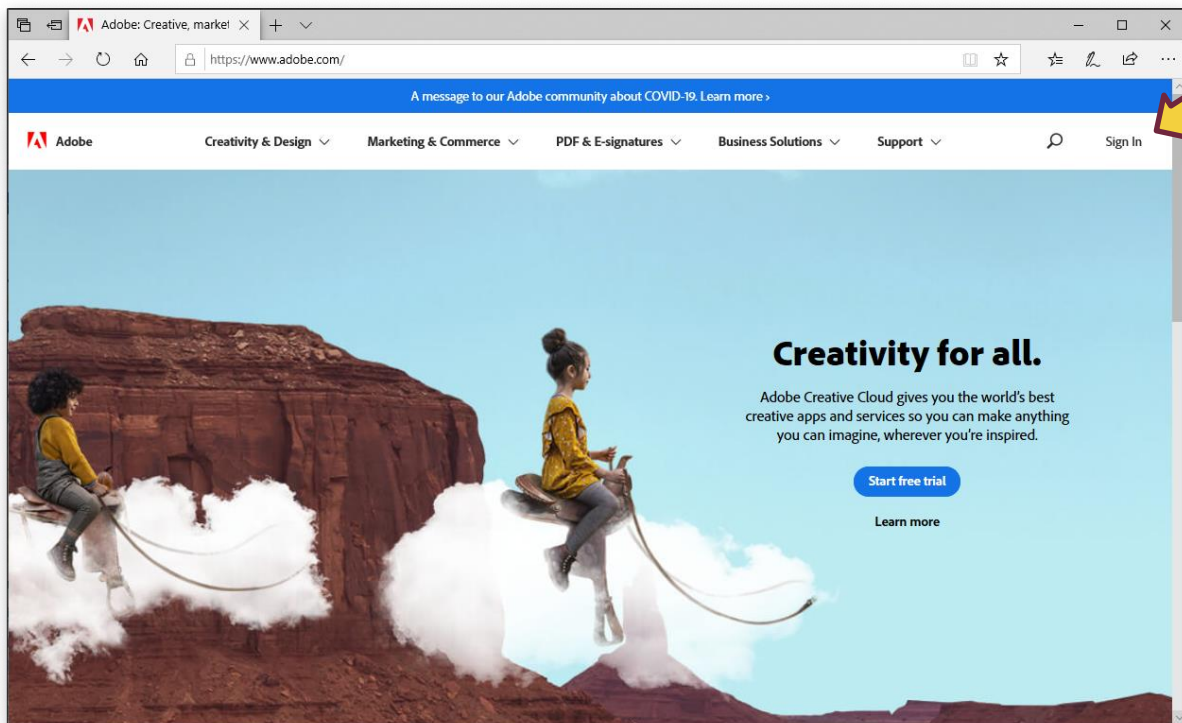 Adobe: Creative, market
https://www.adobe.com/
A message to our Adobe community about COVID-19. Learn more ›
Adobe Creativity & Design Marketing & Commerce PDF & E-signatures Business Solutions Support Sign In
Creativity for all.
Adobe Creative Cloud gives you the world's best
creative apps and services so you can make anything
you can imagine, wherever you're inspired.
Start free trial
Learn more